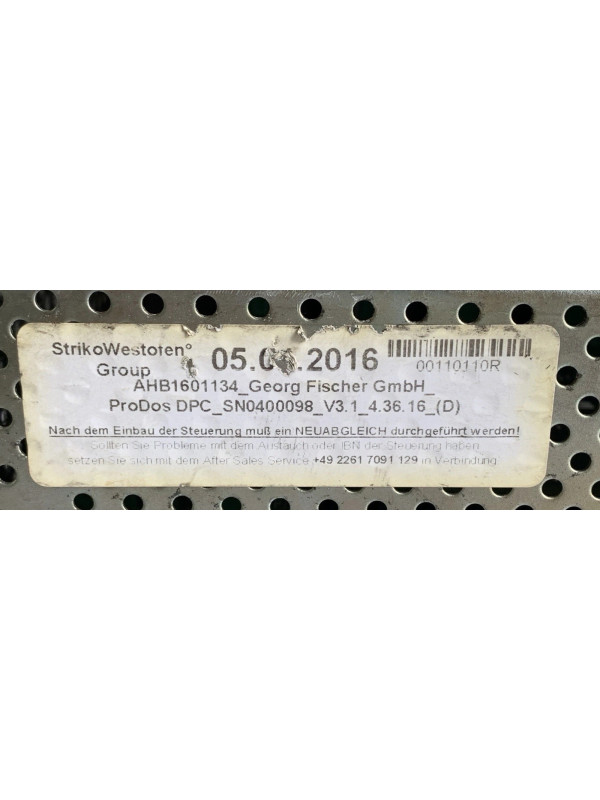 StrikoWestofen®
Group
05. .2016
00110110R
AHB1601134_Georg Fischer GmbH_
ProDos DPC_SN0400098_V3.1_4.36.16_(D)
Nach dem Einbau der Steuerung muß ein NEUABGLEICH durchgeführt werden!
Sollten Sie Probleme mit dem Austausch oder IBN der Steuerung haben,
setzen Sie sich mit dem After Sales Service +49 2261 7091 129 in Verbindung